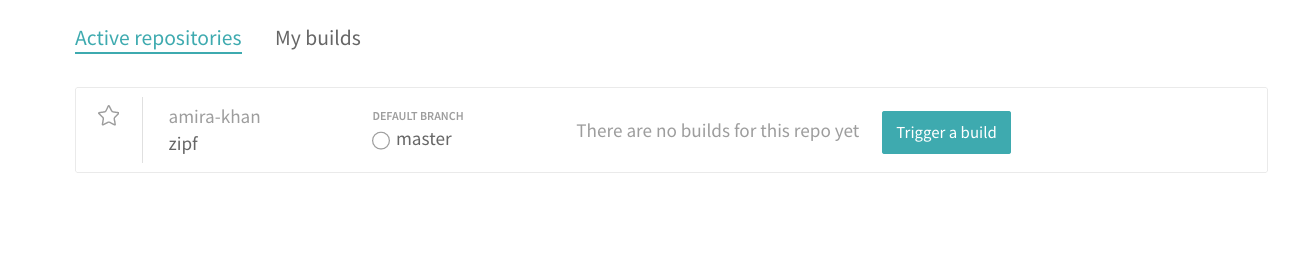 Active repositories My builds
amira-khan
zipf
DEFAULT BRANCH
master
There are no builds for this repo yet
Trigger a build